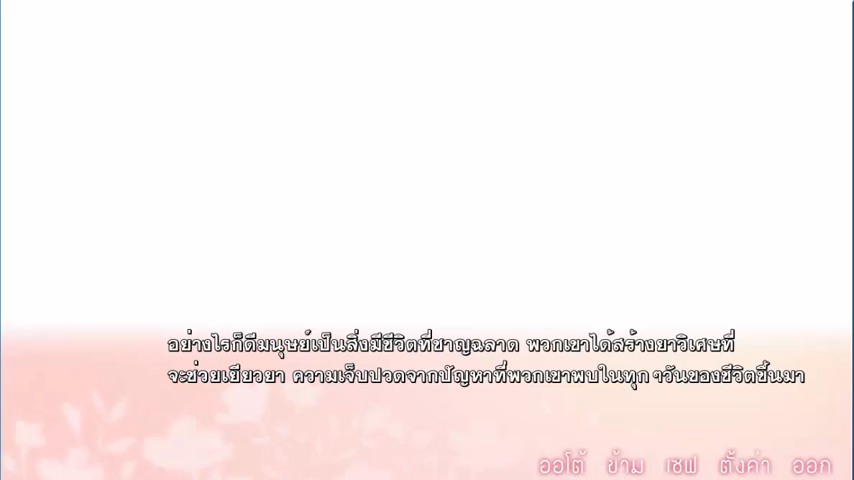 อย่างไรก็ดีมนุษย์เป็นสิ่งมีชีวิตที่ชาญฉลาด พวกเขาได้สร้างยาวิเศษที่
จะช่วยเยียวยา ความเจ็บปวดจากปัญหาที่พวกเขาพบในทุกๆวันของชีวิตขึ้นมา
ออโต้ ข้าม เซฟ ตั้งค่า ออก